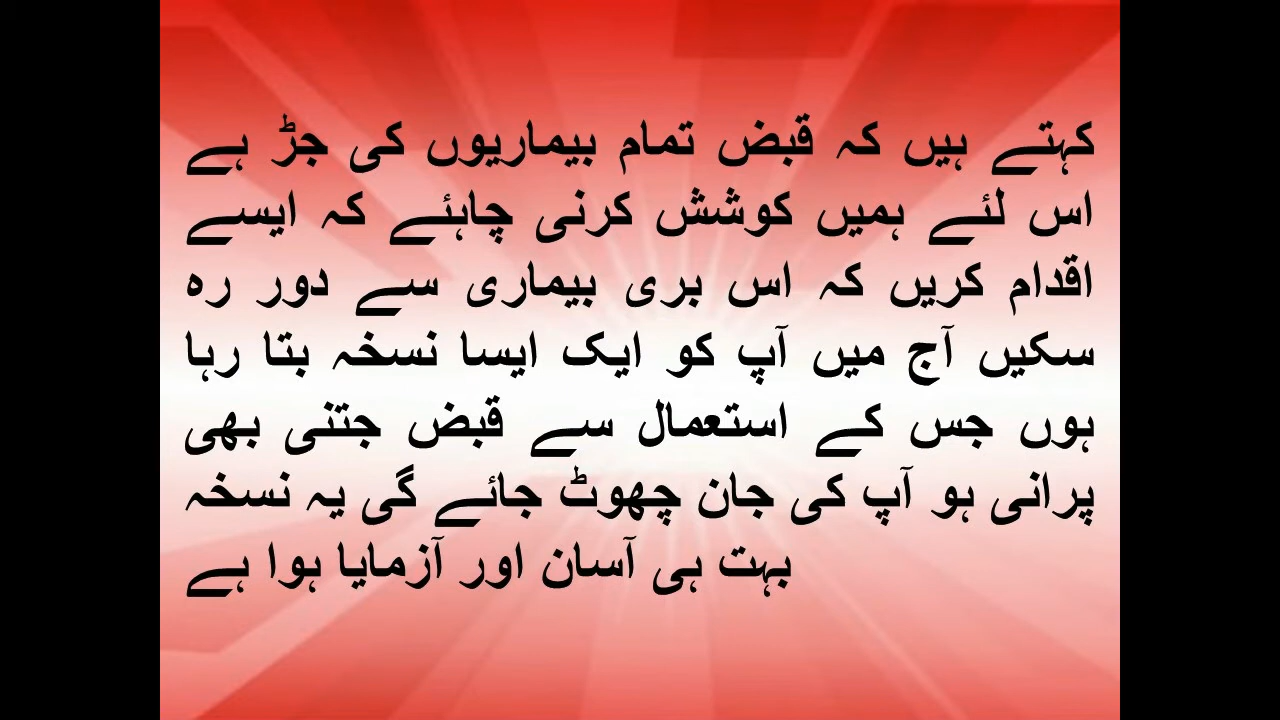 کہتے ہیں کہ قبض تمام بیماریوں کی جڑ ہے
اس لئے ہمیں کوشش کرنی چاہئے کہ ایسے
اقدام کریں کہ اس بری بیماری سے دور رہ
سکیں آج میں آپ کو ایک ایسا نسخہ بتا رہا
ہوں جس کے استعمال سے قبض جتنی بھی
پرانی ہو آپ کی جان چھوٹ جائے گی یہ نسخہ
بہت ہی آسان اور آزمایا ہوا ہے